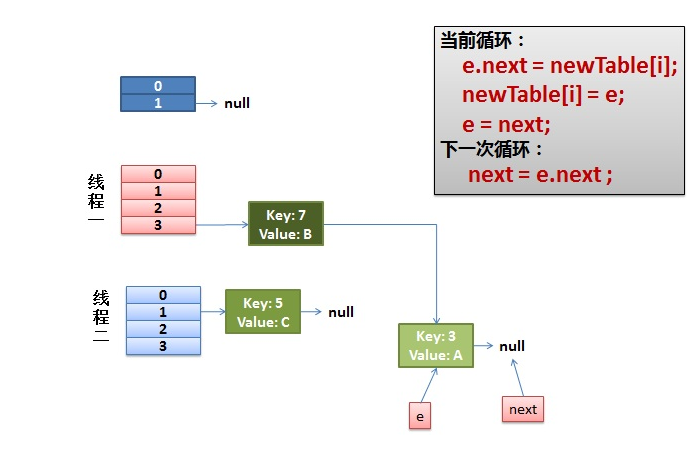 当前循环：
e.next = newTable[i];
newTable[i] = e;
e = next;
下一次循环：
next = e.next ;
0
1
null
线程一
0
1
2
3
Key: 7
Value: B
线程二
0
1
2
3
Key: 5
Value: C
null
Key: 3
Value: A
null
e
next